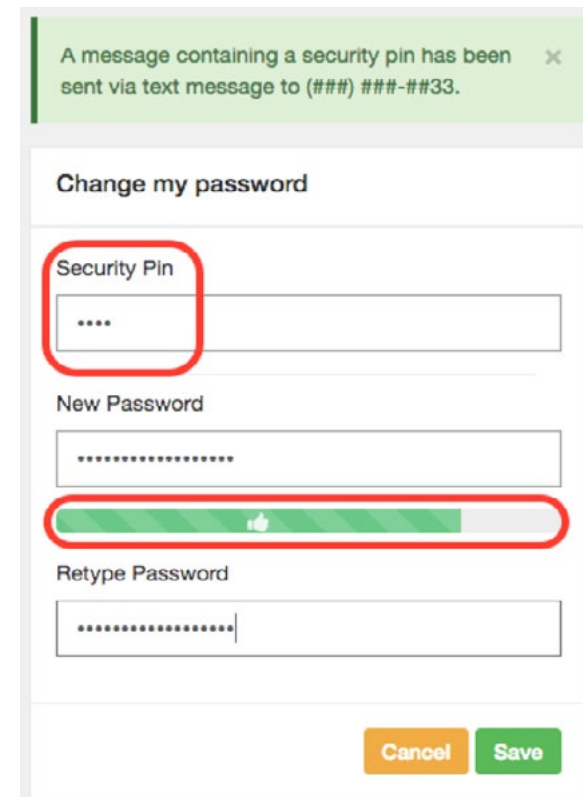 A message containing a security pin has been ×
sent via text message to (###) ###-##33.
Change my password
Security Pin
••••
New Password
••••••••••••••••••
Retype Password
••••••••••••••••••
Cancel Save